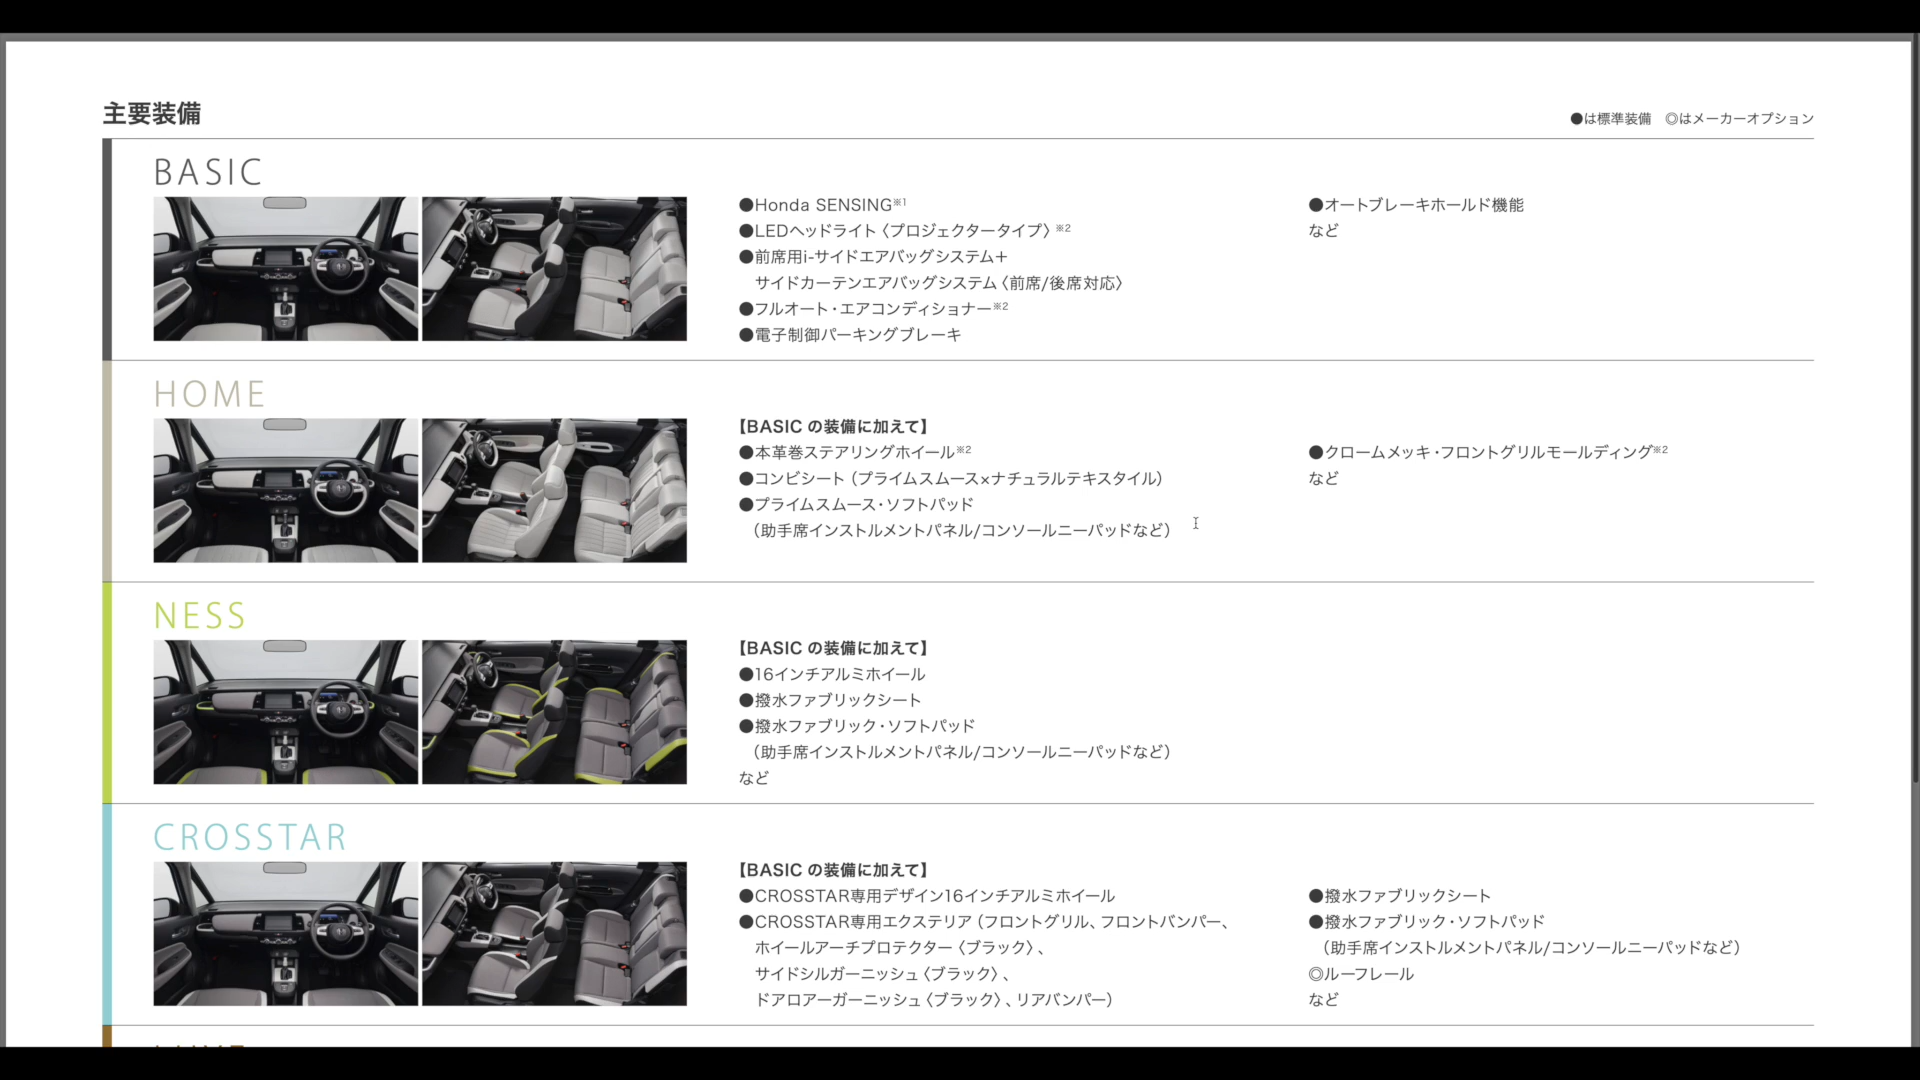 主要装備
●は標準装備　◎はメーカーオプション
BASIC
●Honda SENSING※1
●LEDヘッドライト〈プロジェクタータイプ〉※2
●前席用i-サイドエアバッグシステム＋
サイドカーテンエアバッグシステム〈前席/後席対応〉
●フルオート・エアコンディショナー※2
●電子制御パーキングブレーキ
●オートブレーキホールド機能
など
HOME
【BASIC の装備に加えて】
●本革巻ステアリングホイール※2
●コンビシート（プライムスムース×ナチュラルテキスタイル）
●プライムスムース・ソフトパッド
（助手席インストルメントパネル/コンソールニーパッドなど）
●クロームメッキ・フロントグリルモールディング※2
など
NESS
【BASIC の装備に加えて】
●16インチアルミホイール
●撥水ファブリックシート
●撥水ファブリック・ソフトパッド
（助手席インストルメントパネル/コンソールニーパッドなど）
など
CROSSTAR
【BASIC の装備に加えて】
●CROSSTAR専用デザイン16インチアルミホイール
●CROSSTAR専用エクステリア（フロントグリル、フロントバンパー、
ホイールアーチプロテクター〈ブラック〉、
サイドシルガーニッシュ〈ブラック〉、
ドアロアーガーニッシュ〈ブラック〉、リアバンパー）
●撥水ファブリックシート
●撥水ファブリック・ソフトパッド
（助手席インストルメントパネル/コンソールニーパッドなど）
◎ルーフレール
など